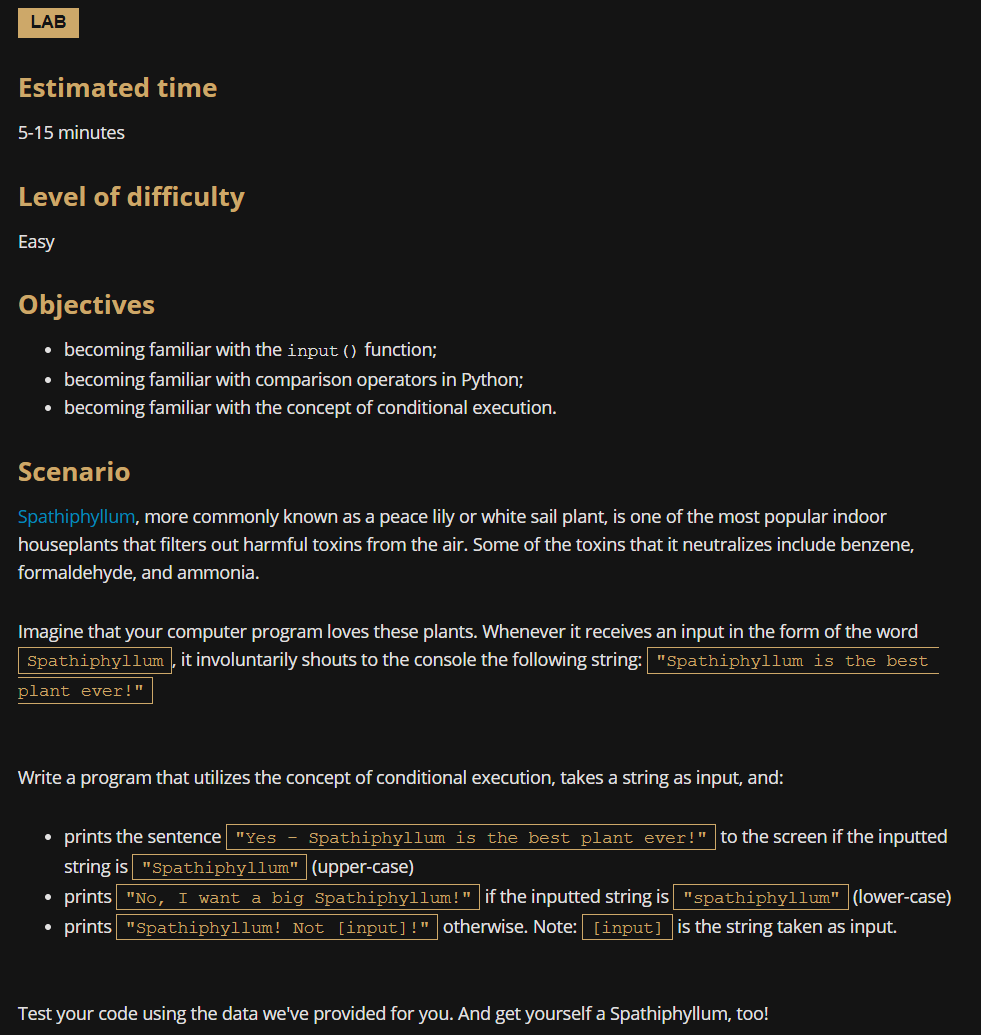 LAB
Estimated time
5-15 minutes
Level of difficulty
Easy
Objectives
• becoming familiar with the input() function;
• becoming familiar with comparison operators in Python;
• becoming familiar with the concept of conditional execution.
Scenario
Spathiphyllum, more commonly known as a peace lily or white sail plant, is one of the most popular indoor
houseplants that filters out harmful toxins from the air. Some of the toxins that it neutralizes include benzene,
formaldehyde, and ammonia.
Imagine that your computer program loves these plants. Whenever it receives an input in the form of the word
Spathiphyllum, it involuntarily shouts to the console the following string: "Spathiphyllum is the best
plant ever!"
Write a program that utilizes the concept of conditional execution, takes a string as input, and:
• prints the sentence "Yes - Spathiphyllum is the best plant ever!" to the screen if the inputted
string is "Spathiphyllum" (upper-case)
• prints "No, I want a big Spathiphyllum!" if the inputted string is "spathiphyllum" (lower-case)
• prints "Spathiphyllum! Not [input]!" otherwise. Note: [input] is the string taken as input.
Test your code using the data we've provided for you. And get yourself a Spathiphyllum, too!